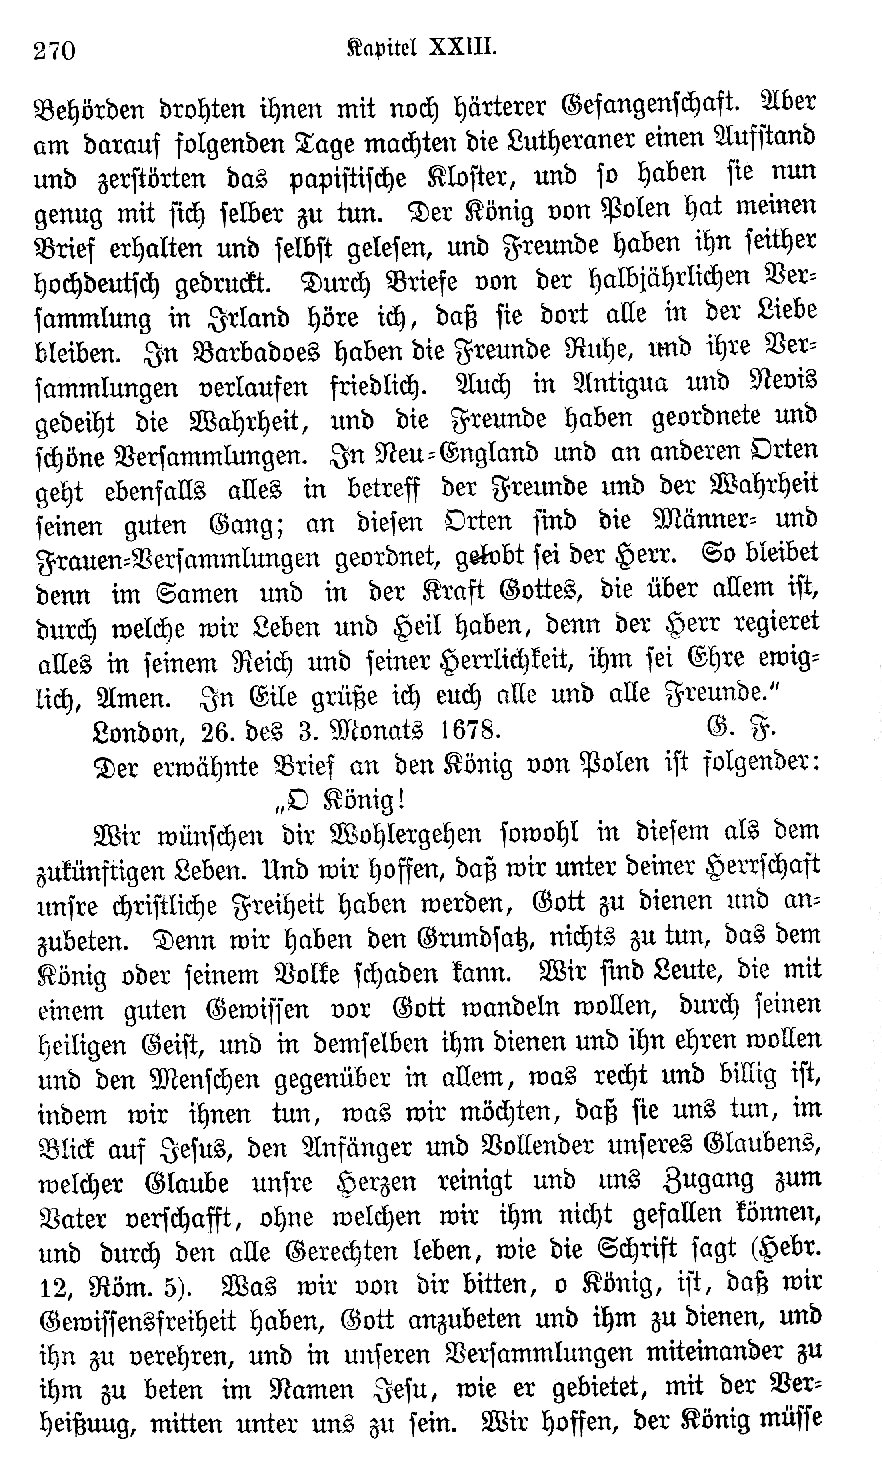 270 Kapitel XXIII.
Behörden drohten ihnen mit noch härterer Gefangenschaft. Aber
am darauf folgenden Tage machten die Lutheraner einen Aufstand
und zerstörten das papistische Kloster, und so haben sie nun
genug mit sich selber zu tun. Der König von Polen hat meinen
Brief erhalten und selbst gelesen, und Freunde haben ihn seither
hochdeutsch gedruckt. Durch Briefe von der halbjährlichen Ver-
sammlung in Irland höre ich, daß sie dort alle in der Liebe
bleiben. In Barbadoes haben die Freunde Ruhe, und ihre Ver-
sammlungen verlaufen friedlich. Auch in Antigua und Nevis
gedeiht die Wahrheit, und die Freunde haben geordnete und
schöne Versammlungen. In Neu-England und an anderen Orten
geht ebenfalls alles in betreff der Freunde und der Wahrheit
seinen guten Gang; an diesen Orten sind die Männer- und
Frauen-Versammlungen geordnet, gelobt sei der Herr. So bleibet
denn im Samen und in der Kraft Gottes, die über allem ist,
durch welche wir Leben und Heil haben, denn der Herr regieret
alles in seinem Reich und seiner Herrlichkeit, ihm sei Ehre ewig-
lich, Amen. In Eile grüße ich euch alle und alle Freunde."
London, 26. des 3. Monats 1678. G. F.
Der erwähnte Brief an den König von Polen ist folgender:
„O König!
Wir wünschen dir Wohlergehen sowohl in diesem als dem
zukünftigen Leben. Und wir hoffen, daß wir unter deiner Herrschaft
unsre christliche Freiheit haben werden, Gott zu dienen und an-
zubeten. Denn wir haben den Grundsatz, nichts zu tun, das dem
König oder seinem Volke schaden kann. Wir sind Leute, die mit
einem guten Gewissen vor Gott wandeln wollen, durch seinen
heiligen Geist, und in demselben ihm dienen und ihn ehren wollen
und den Menschen gegenüber in allem, was recht und billig ist,
indem wir ihnen tun, was wir möchten, daß sie uns tun, im
Blick auf Jesus, den Anfänger und Vollender unseres Glaubens,
welcher Glaube unsre Herzen reinigt und uns Zugang zum
Vater verschafft, ohne welchen wir ihm nicht gefallen können,
und durch den alle Gerechten leben, wie die Schrift sagt (Hebr.
12, Röm. 5). Was wir von dir bitten, o König, ist, daß wir
Gewissensfreiheit haben, Gott anzubeten und ihm zu dienen, und
ihn zu verehren, und in unseren Versammlungen miteinander zu
ihm zu beten im Namen Jesu, wie er gebietet, mit der Ver-
heißuug, mitten unter uns zu sein. Wir hoffen, der König müsse